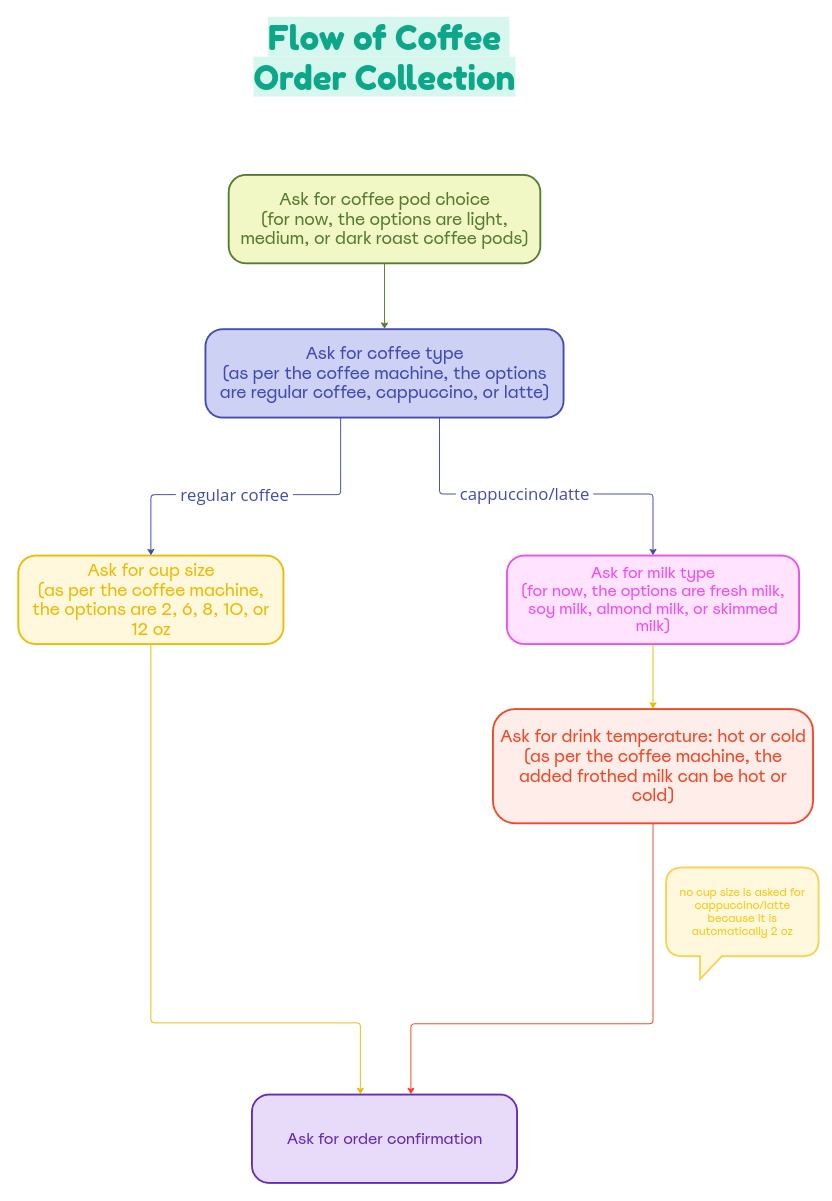 Flow of Coffee
Order Collection
Ask for coffee pod choice
(for now, the options are light,
medium, or dark roast coffee pods)
Ask for coffee type
(as per the coffee machine, the options
are regular coffee, cappuccino, or latte)
regular coffee
cappuccino/latte
Ask for cup size
(as per the coffee machine,
the options are 2, 6, 8, 10, or
12 oz
Ask for milk type
(for now, the options are fresh milk,
soy milk, almond milk, or skimmed
milk)
Ask for drink temperature: hot or cold
(as per the coffee machine, the
added frothed milk can be hot or
cold)
no cup size is asked for
cappuccino/latte
because it is
automatically 2 oz
Ask for order confirmation